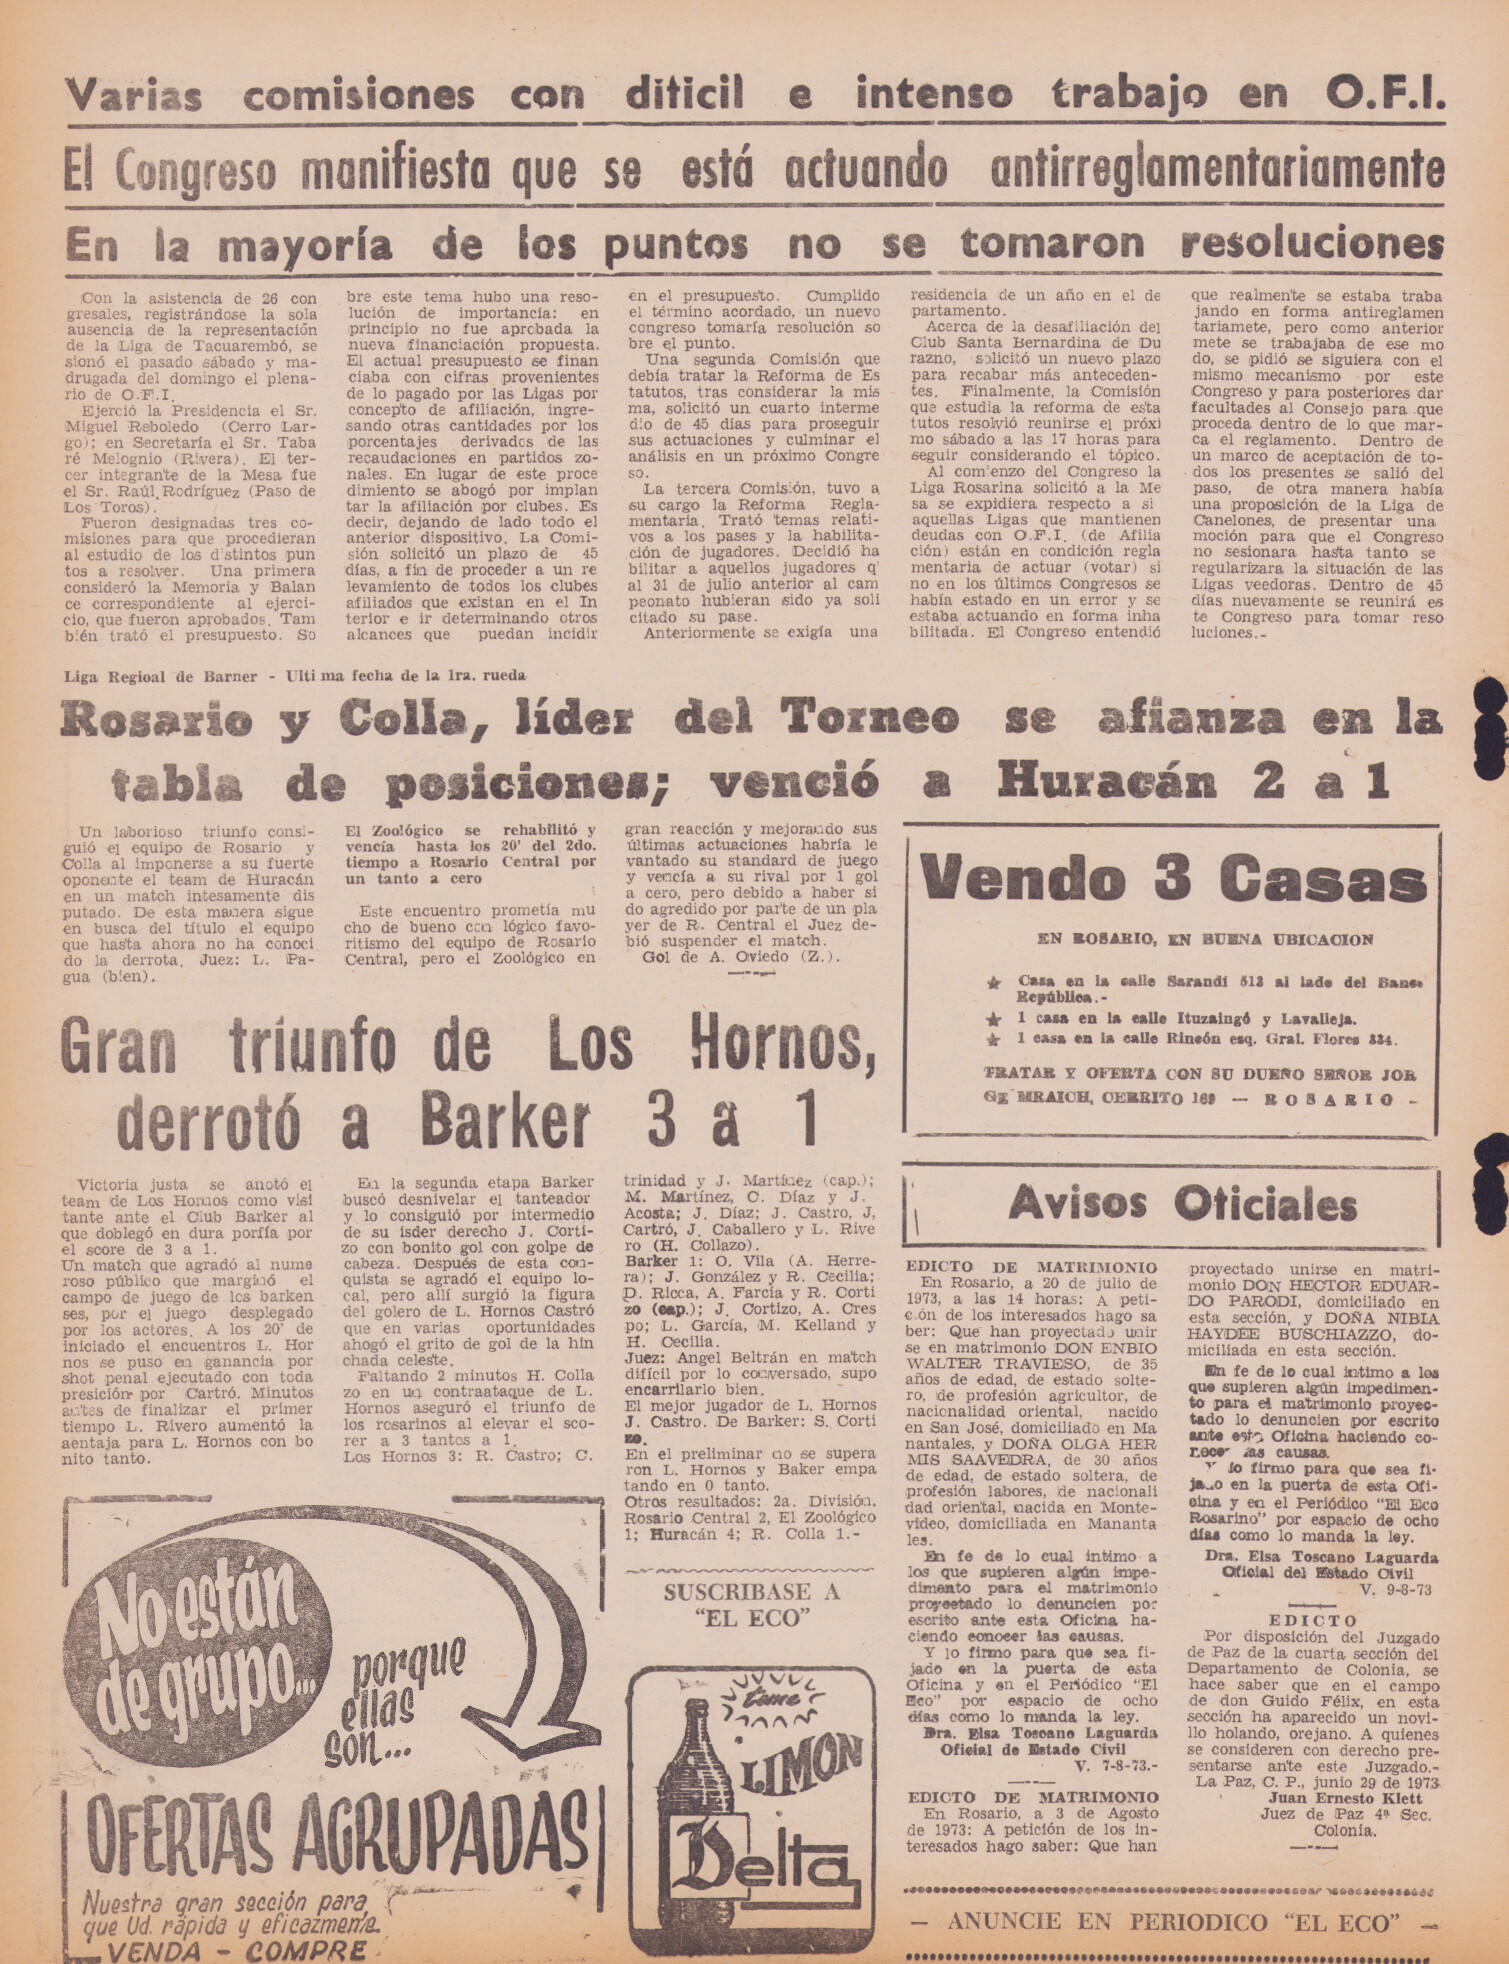 Varias comisiones con diticil e intenso trabajo en O.F.I.
El Congreso manifiesta que se está actuando antirreglamentariamente
En la mayoría de los puntos no se tomaron resoluciones
Con la asistencia de 26 con
gresales, registrándose la sola
ausencia de la representación
de la Liga de Tacuarembó, se
sionó el pasado sábado y ma-
drugada del domingo el plena-
rio de O.F.I.
Ejerció la Presidencia el Sr.
Miguel Reboledo (Cerro Lar-
go); en Secretaría el Sr. Taba
ré Melognio (Rivera). El ter-
cer integrante de la Mesa fue
el Sr. Raúl Rodríguez (Paso de
Los Toros).
Fueron designadas tres co-
misiones para que procedieran
al estudio de los distintos pun
tos a resolver. Una primera
consideró la Memoria y Balan
ce correspondiente al ejerci-
cio, que fueron aprobados. Tam
bién trató el presupuesto. So
bre este tema hubo una reso-
lución de importancia: en
principio no fue aprobada la
nueva financiación propuesta.
El actual presupuesto se finan
ciaba con cifras provenientes
de lo pagado por las Ligas por
concepto de afiliación, ingre-
sando otras cantidades por los
porcentajes derivados de las
recaudaciones en partidos zo-
nales. En lugar de este proce
dimiento se abogó por implan
tar la afiliación por clubes. Es
decir, dejando de lado todo el
anterior dispositivo. La Comi-
sión solicitó un plazo de 45
días, a fin de proceder a un re
levamiento de todos los clubes
afiliados que existan en el In
terior e ir determinando otros
alcances que puedan incidir
en el presupuesto. Cumplido
el término acordado, un nuevo
congreso tomaría resolución so
bre el punto.
Una segunda Comisión que
debía tratar la Reforma de Es
tatutos, tras considerar la mis
ma, solicitó un cuarto interme
dio de 45 días para proseguir
sus actuaciones y culminar el
análisis en un próximo Congre
so.
La tercera Comisión, tuvo a
su cargo la Reforma Regla-
mentaria. Trató temas relati-
vos a los pases y la habilita-
ción de jugadores. Decidió ha
bilitar a aquellos jugadores q'
al 31 de julio anterior al cam
peonato hubieran sido ya soli
citado su pase.
Anteriormente se exigía una
residencia de un año en el de
partamento.
Acerca de la desafiliación del
Club Santa Bernardina de Du
razno, solicitó un nuevo plazo
para recabar más anteceden-
tes. Finalmente, la Comisión
que estudia la reforma de esta
tutos resolvió reunirse el próxi
mo sábado a las 17 horas para
seguir considerando el tópico.
Al comienzo del Congreso la
Liga Rosarina solicitó a la Me
sa se expidiera respecto a si
aquellas Ligas que mantienen
deudas con O.F.I. (de Afilia
ción) están en condición regla
mentaria de actuar (votar) si
no en los últimos Congresos se
había estado en un error y se
estaba actuando en forma inha
bilitada. El Congreso entendió
que realmente se estaba traba
jando en forma antireglamen
tariamete, pero como anterior
mete se trabajaba de ese mo
do, se pidió se siguiera con el
mismo mecanismo por este
Congreso y para posteriores dar
facultades al Consejo para que
proceda dentro de lo que mar-
ca el reglamento. Dentro de
un marco de aceptación de to-
dos los presentes se salió del
paso, de otra manera había
una proposición de la Liga de
Canelones, de presentar una
moción para que el Congreso
no sesionara hasta tanto se
regularizara la situación de las
Ligas veedoras. Dentro de 45
días nuevamente se reunirá es
te Congreso para tomar reso
luciones.-
Liga Regioal de Barner - Ulti ma fecha de la 1ra. rueda
Rosario y Colla, líder del Torneo se afianza en la
tabla de posiciones; venció a Huracán 2 a 1
Un laborioso triunfo consi-
guió el equipo de Rosario y
Colla al imponerse a su fuerte
oponente el team de Huracán
en un match intesamente dis
putado. De esta manera sigue
en busca del título el equipo
que hasta ahora no ha conoci
do la derrota. Juez: L. Pa-
gua (bien).
El Zoológico se rehabilitó y
vencía hasta los 20' del 2do.
tiempo a Rosario Central por
un tanto a cero
Este encuentro prometía mu
cho de bueno con lógico favo-
ritismo del equipo de Rosario
Central, pero el Zoológico en
gran reacción y mejorando sus
últimas actuaciones habría le
vantado su standard de juego
y vencía a su rival por 1 gol
a cero, pero debido a haber si
do agredido por parte de un pla
yer de R. Central el Juez de-
bió suspender el match.
Gol de A. Oviedo (Z.).
Vendo 3 Casas
EN ROSARIO, EN BUENA UBICACION
★ Casa en la calle Sarandí 513 al lado del Banco
República.-
★ 1 casa en la calle Ituzaingó y Lavalleja.
★ 1 casa en la calle Rincón esq. Gral. Flores 334.
TRATAR Y OFERTA CON SU DUEÑO SEÑOR JOR
GE MRAICH, CERRITO 169 — ROSARIO -
Gran triunfo de Los Hornos,
derrotó a Barker 3 a 1
Victoria justa se anotó el
team de Los Hornos como visi
tante ante el Club Barker al
que doblegó en dura porfía por
el score de 3 a 1.
Un match que agradó al nume
roso público que marginó el
campo de juego de los barken
ses, por el juego desplegado
por los actores. A los 20' de
iniciado el encuentros L. Hor
nos se puso en ganancia por
shot penal ejecutado con toda
presición por Cartró. Minutos
antes de finalizar el primer
tiempo L. Rivero aumentó la
aentaja para L. Hornos con bo
nito tanto.
En la segunda etapa Barker
buscó desnivelar el tanteador
y lo consiguió por intermedio
de su isder derecho J. Corti-
zo con bonito gol con golpe de
cabeza. Después de esta con-
quista se agradó el equipo lo-
cal, pero allí surgió la figura
del golero de L. Hornos Castró
que en varias oportunidades
ahogó el grito de gol de la hin
chada celeste.
Faltando 2 minutos H. Colla
zo en un contraataque de L.
Hornos aseguró el triunfo de
los rosarinos al elevar el sco-
rer a 3 tantos a 1.
Los Hornos 3: R. Castro; C.
trinidad y J. Martínez (cap.);
M. Martínez, C. Díaz y J.
Acosta; J. Díaz; J. Castro, J,
Cartró, J. Caballero y L. Rive
ro (H. Collazo).
Barker 1: O. Vila (A. Herre-
ra); J. González y R. Cecilia;
D. Ricca, A. Farcía y R. Corti
zo (cap.); J. Cortizo, A. Cres
po; L. García, M. Kelland y
H. Cecilia.
Juez: Angel Beltrán en match
difícil por lo conversado, supo
encarrilarlo bien.
El mejor jugador de L. Hornos
J. Castro. De Barker: S. Corti
zo.
En el preliminar no se supera
ron L. Hornos y Baker empa
tando en 0 tanto.
Otros resultados: 2a. División.
Rosario Central 2, El Zoológico
1; Huracán 4; R. Colla 1.-
SUSCRIBASE A
"EL ECO"
No están
de grupo...
porque
ellas
son...
OFERTAS AGRUPADAS
Nuestra gran sección para
que Ud. rápida y eficazmente
VENDA - COMPRE
tome
LIMON
Delta
Avisos Oficiales
EDICTO DE MATRIMONIO
En Rosario, a 20 de julio de
1973, a las 14 horas: A peti-
ción de los interesados hago sa
ber: Que han proyectado unir
se en matrimonio DON ENBIO
WALTER TRAVIESO, de 35
años de edad, de estado solte-
ro, de profesión agricultor, de
nacionalidad oriental, nacido
en San José, domiciliado en Ma
nantales, y DOÑA OLGA HER
MIS SAAVEDRA, de 30 años
de edad, de estado soltera, de
profesión labores, de nacionali
dad oriental, nacida en Monte-
video, domiciliada en Mananta
les.
En fe de lo cual intimo a
los que supieren algún impe-
dimento para el matrimonio
proyectado lo denuncien por
escrito ante esta Oficina ha-
ciendo conocer las causas.
Y lo firmo para que sea fi-
jado en la puerta de esta
Oficina y en el Periódico "El
Eco" por espacio de ocho
días como lo manda la ley.
Dra. Elsa Toscano Laguarda
Oficial de Estado Civil
V. 7-8-73.-
EDICTO DE MATRIMONIO
En Rosario, a 3 de Agosto
de 1973: A petición de los in-
teresados hago saber: Que han
proyectado unirse en matri-
monio DON HECTOR EDUAR-
DO PARODI, domiciliado en
esta sección, y DOÑA NIBIA
HAYDEE BUSCHIAZZO, do-
miciliada en esta sección.
En fe de lo cual intimo a los
que supieren algún impedimen-
to para el matrimonio proyec-
tado lo denuncien por escrito
ante esta Oficina haciendo co-
nocer las causas.
Y lo firmo para que sea fi-
jado en la puerta de esta Ofi-
cina y en el Periódico "El Eco
Rosarino" por espacio de ocho
días como lo manda la ley.
Dra. Elsa Toscano Laguarda
Oficial del Estado Civil
V. 9-8-73
EDICTO
Por disposición del Juzgado
de Paz de la cuarta sección del
Departamento de Colonia, se
hace saber que en el campo
de don Guido Félix, en esta
sección ha aparecido un novi-
llo holando, orejano. A quienes
se consideren con derecho pre-
sentarse ante este Juzgado.-
La Paz, C. P., junio 29 de 1973
Juan Ernesto Klett
Juez de Paz 4ª Sec.
Colonia.
— ANUNCIE EN PERIODICO "EL ECO" —